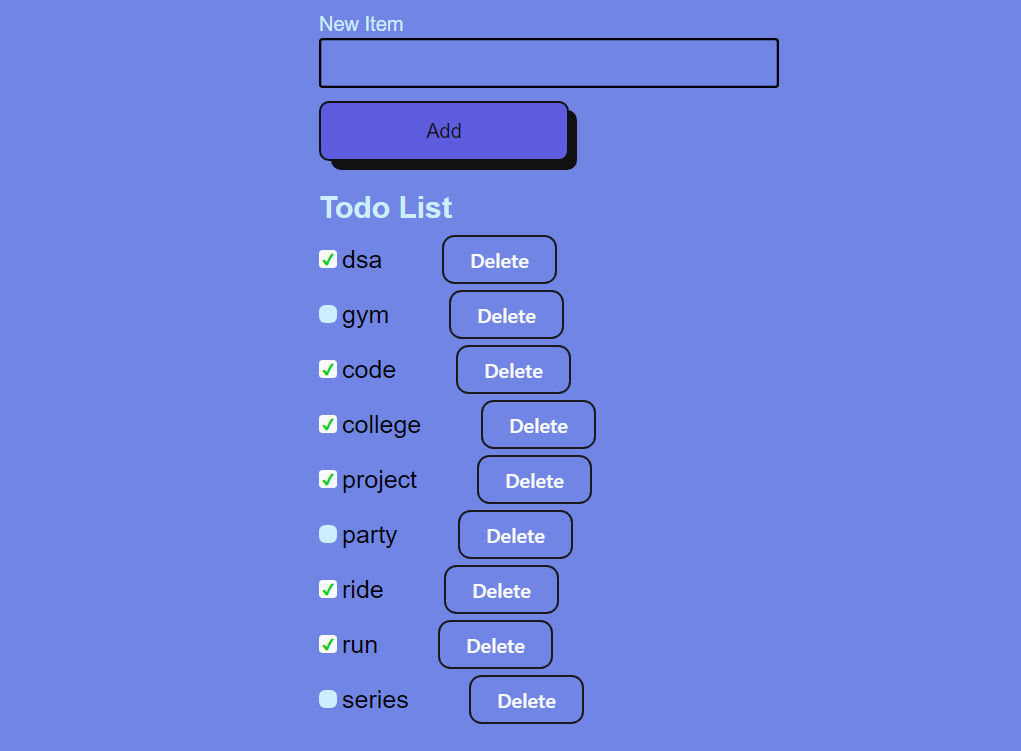 New Item
Add
Todo List
dsa Delete
gym Delete
code Delete
college Delete
project Delete
party Delete
ride Delete
run Delete
series Delete